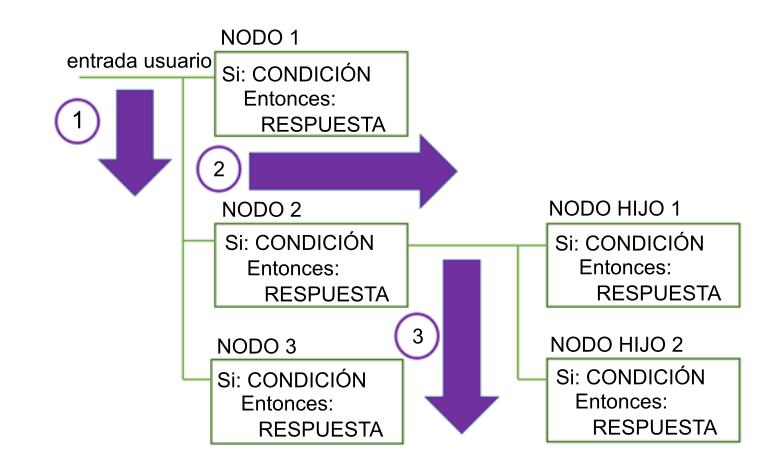 NODO 1
entrada usuario
Si: CONDICIÓN
Entonces:
RESPUESTA
1
2
NODO 2
Si: CONDICIÓN
Entonces:
RESPUESTA
NODO HIJO 1
Si: CONDICIÓN
Entonces:
RESPUESTA
3
NODO 3
Si: CONDICIÓN
Entonces:
RESPUESTA
NODO HIJO 2
Si: CONDICIÓN
Entonces:
RESPUESTA